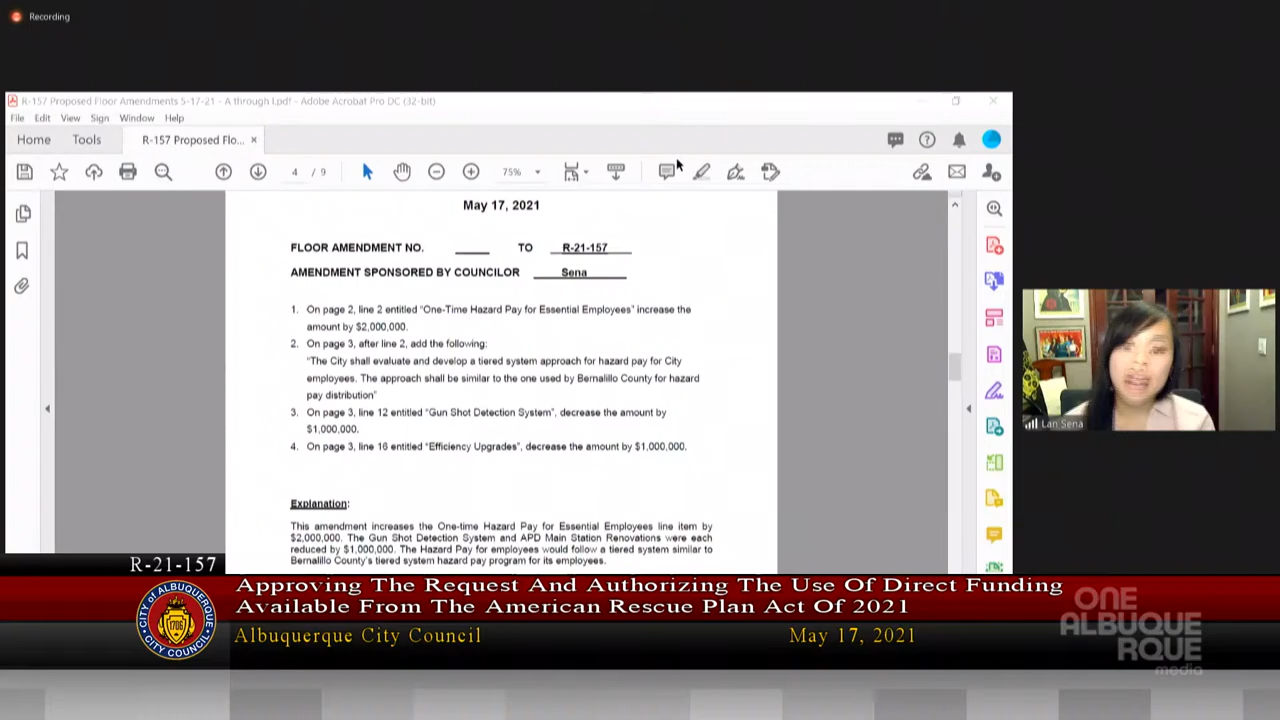 Recording
R-157 Proposed Floor Amendments 5-17-21 - A through I.pdf - Adobe Acrobat Pro DC (32-bit)
File Edit View Sign Window Help
Home Tools R-157 Proposed Flo... ×
4 / 9 75%
May 17, 2021
FLOOR AMENDMENT NO. ______ TO R-21-157
AMENDMENT SPONSORED BY COUNCILOR Sena
1. On page 2, line 2 entitled "One-Time Hazard Pay for Essential Employees" increase the
amount by $2,000,000.
2. On page 3, after line 2, add the following:
"The City shall evaluate and develop a tiered system approach for hazard pay for City
employees. The approach shall be similar to the one used by Bernalillo County for hazard
pay distribution"
3. On page 3, line 12 entitled "Gun Shot Detection System", decrease the amount by
$1,000,000.
4. On page 3, line 16 entitled "Efficiency Upgrades", decrease the amount by $1,000,000.
Explanation:
This amendment increases the One-time Hazard Pay for Essential Employees line item by
$2,000,000. The Gun Shot Detection System and APD Main Station Renovations were each
reduced by $1,000,000. The Hazard Pay for employees would follow a tiered system similar to
Bernalillo County's tiered system hazard pay program for its employees.
Lan Sena
R-21-157
Approving The Request And Authorizing The Use Of Direct Funding
Available From The American Rescue Plan Act Of 2021
Albuquerque City Council May 17, 2021
CITY OF ALBUQUERQUE
1706
CITY COUNCIL
ONE
ALBUQUE
RQUE
media